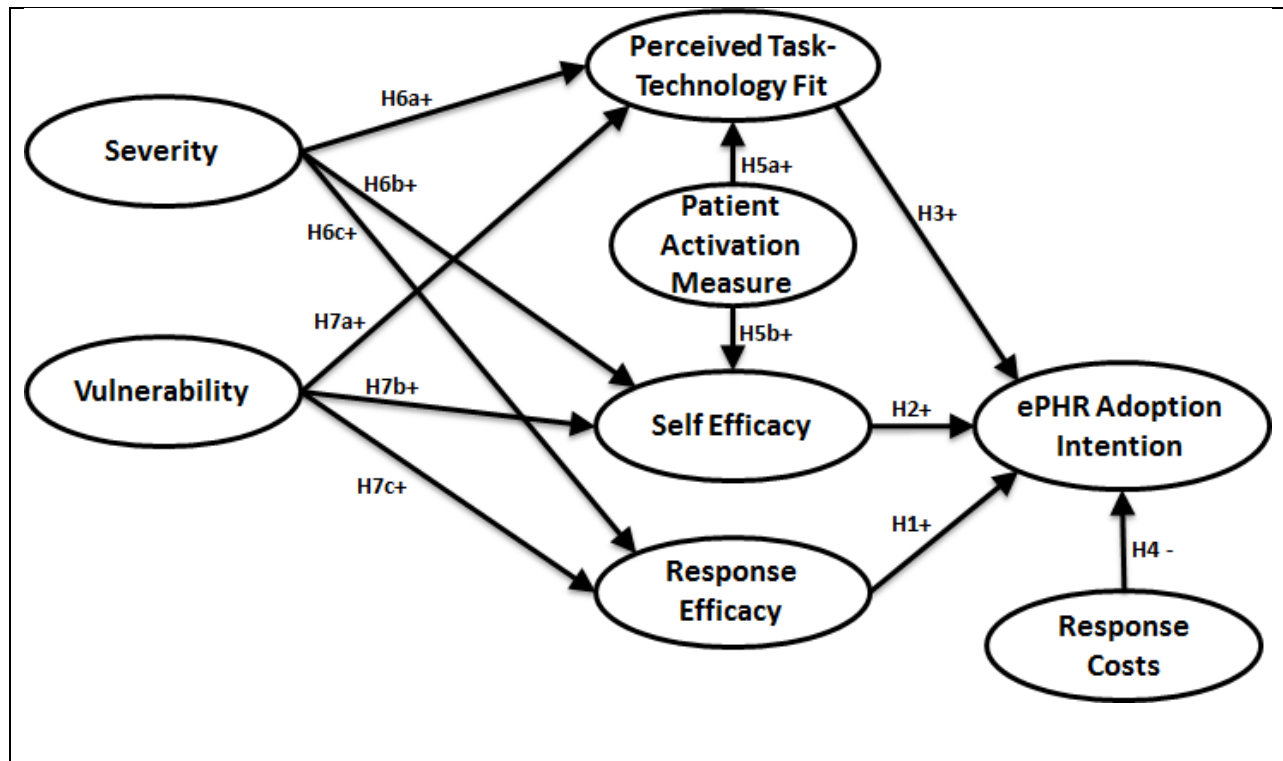 Perceived Task-
Technology Fit
H6a+
Severity
H5a+
H6b+
Patient
Activation
Measure
H3+
H6c+
H7a+
H5b+
Vulnerability
H7b+
Self Efficacy
H2+
ePHR Adoption
Intention
H7c+
H1+
H4 -
Response
Efficacy
Response
Costs